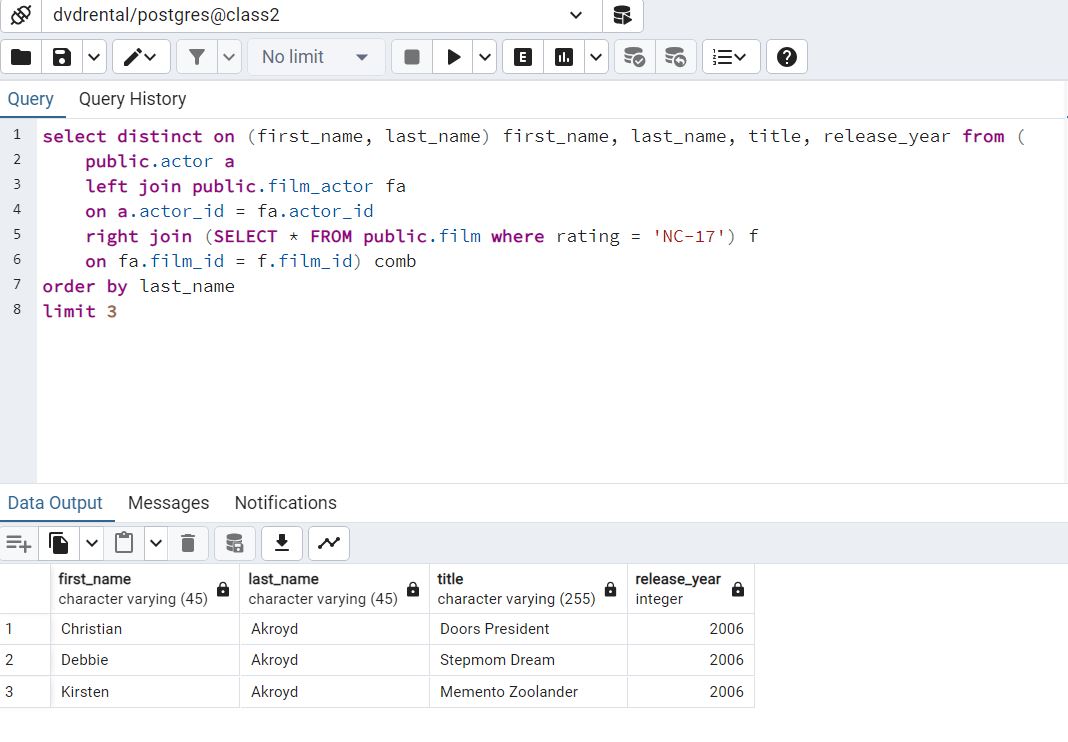 dvdrental/postgres@class2
No limit
E
Query Query History
1 select distinct on (first_name, last_name) first_name, last_name, title, release_year from (
2 public.actor a
3 left join public.film_actor fa
4 on a.actor_id = fa.actor_id
5 right join (SELECT * FROM public.film where rating = 'NC-17') f
6 on fa.film_id = f.film_id) comb
7 order by last_name
8 limit 3
Data Output Messages Notifications
first_name last_name title release_year
character varying (45) character varying (45) character varying (255) integer
1 Christian Akroyd Doors President 2006
2 Debbie Akroyd Stepmom Dream 2006
3 Kirsten Akroyd Memento Zoolander 2006